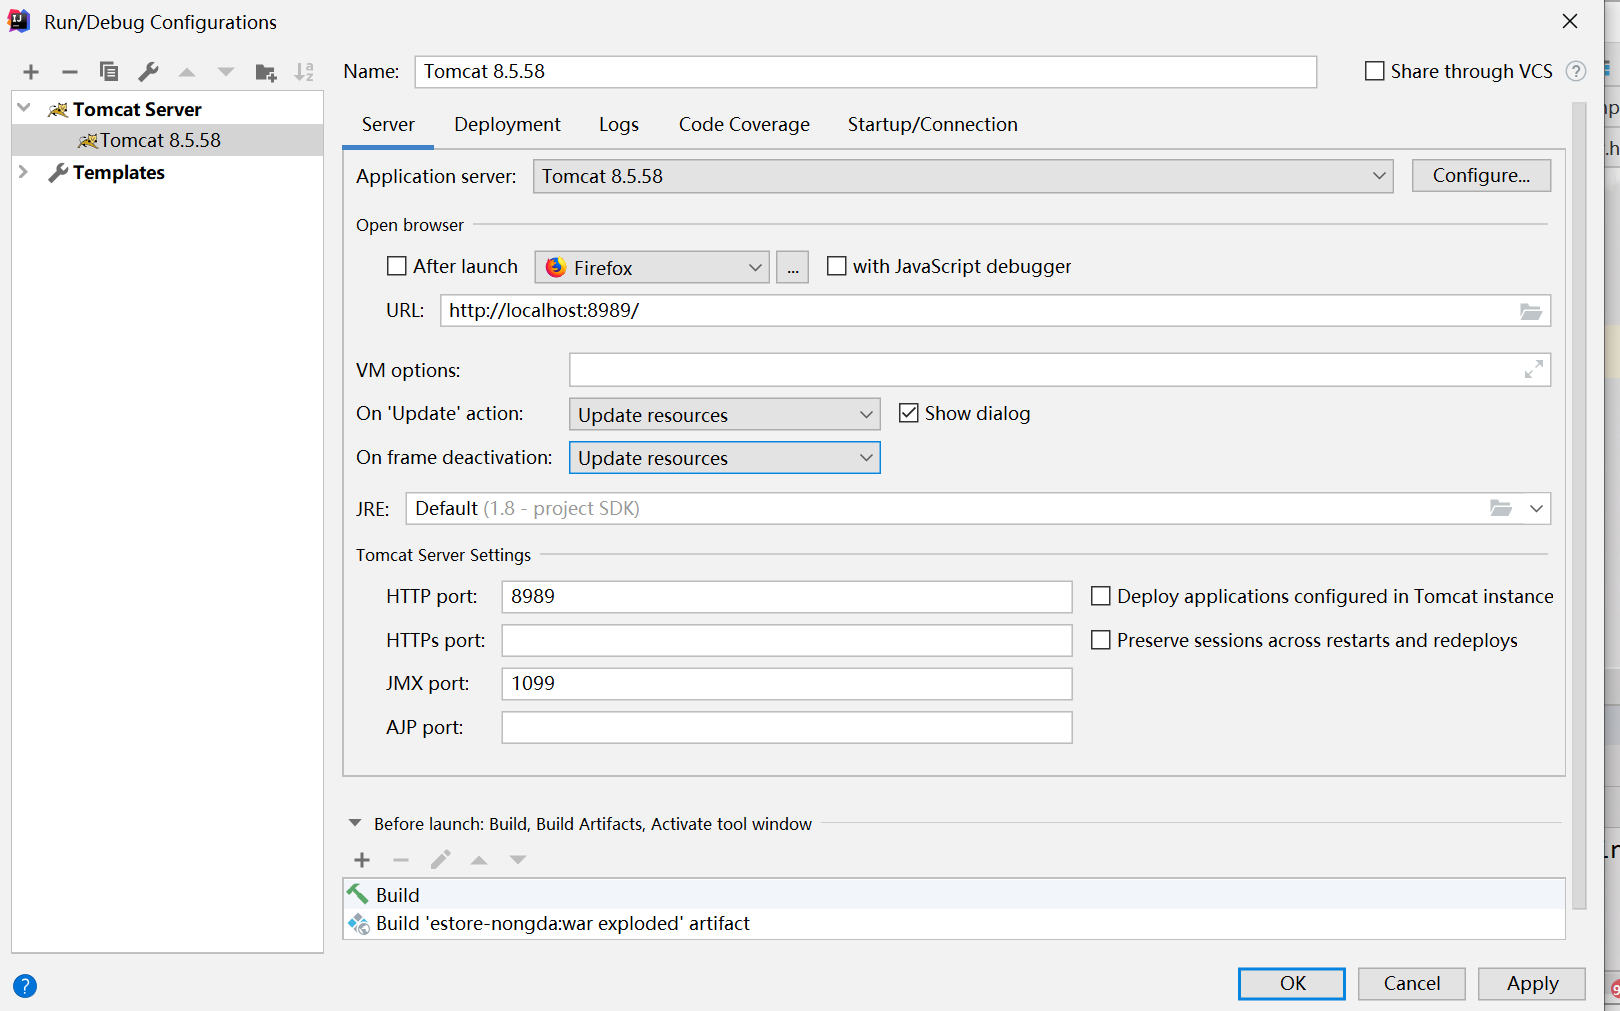 Run/Debug Configurations
Name: Tomcat 8.5.58
Share through VCS ?
Tomcat Server
Tomcat 8.5.58
Templates
Server Deployment Logs Code Coverage Startup/Connection
Application server: Tomcat 8.5.58 Configure...
Open browser
After launch Firefox ... with JavaScript debugger
URL: http://localhost:8989/
VM options:
On 'Update' action: Update resources Show dialog
On frame deactivation: Update resources
JRE: Default (1.8 - project SDK)
Tomcat Server Settings
HTTP port: 8989 Deploy applications configured in Tomcat instance
HTTPs port: Preserve sessions across restarts and redeploys
JMX port: 1099
AJP port:
Before launch: Build, Build Artifacts, Activate tool window
Build
Build 'estore-nongda:war exploded' artifact
? OK Cancel Apply